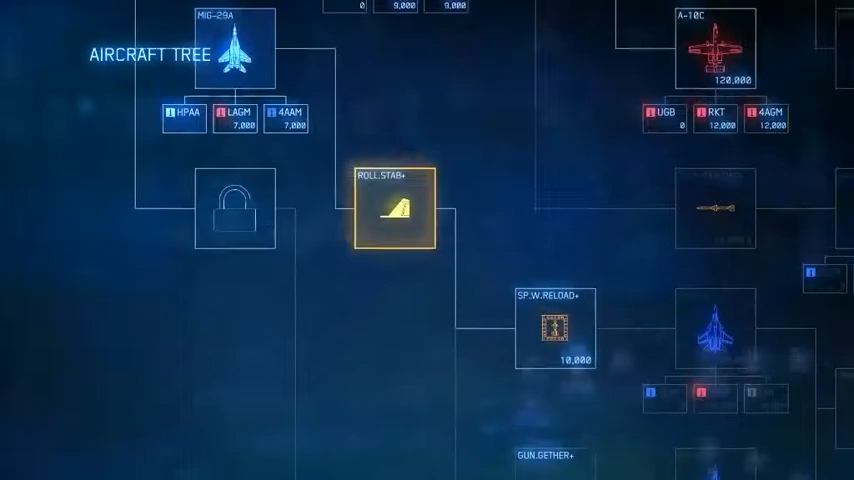 0
9,000
9,000
MIG-29A
A-10C
AIRCRAFT TREE
120,000
HPAA
LAGM
7,000
4AAM
7,000
UGB
0
RKT
12,000
4AGM
12,000
ROLL.STAB+
SP.W.RELOAD+
10,000
GUN.GETHER+